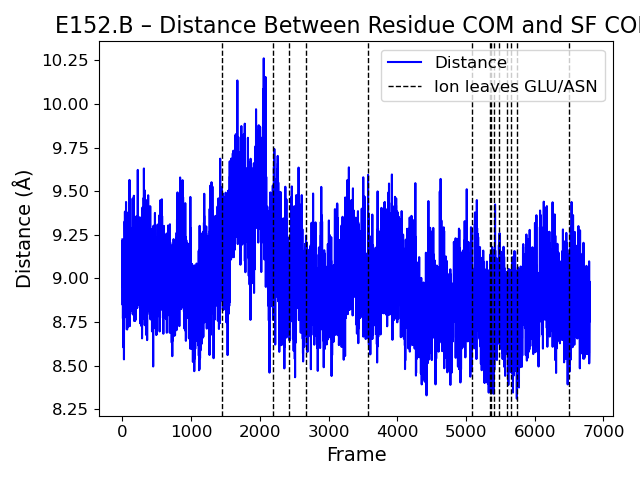 E152.B – Distance Between Residue COM and SF COM
10.25
10.00
9.75
9.50
9.25
9.00
8.75
8.50
8.25
Distance (Å)
Distance
Ion leaves GLU/ASN
0 1000 2000 3000 4000 5000 6000 7000
Frame